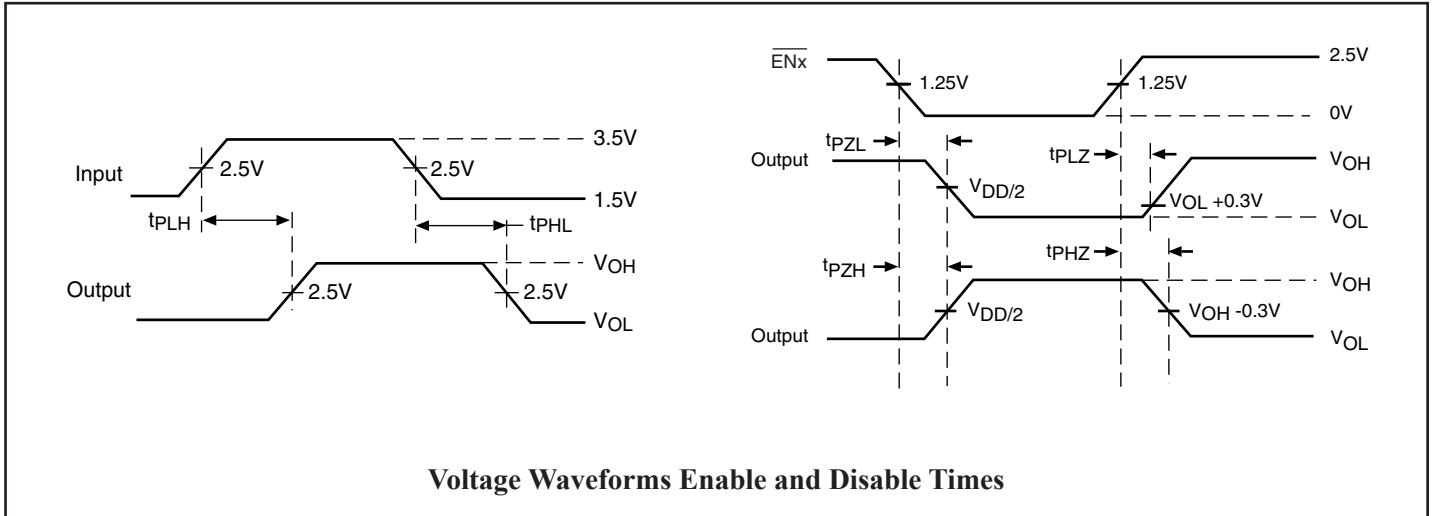 Input
2.5V
2.5V
3.5V
1.5V
tPLH
tPHL
Output
2.5V
2.5V
VOH
VOL
ENx
1.25V
1.25V
2.5V
0V
tPZL
Output
VDD/2
tPLZ
VOL +0.3V
VOH
VOL
tPZH
Output
VDD/2
tPHZ
VOH -0.3V
VOH
VOL
Voltage Waveforms Enable and Disable Times